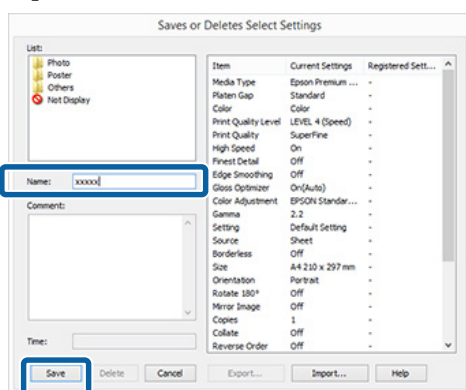 Saves or Deletes Select Settings
List:
Photo
Poster
Others
Not Display
Name: xxxxx
Comment:
Time:
Item Current Settings Registered Sett...
Media Type Epson Premium ... -
Platen Gap Standard -
Color Color -
Print Quality Level LEVEL 4 (Speed) -
Print Quality SuperFine -
High Speed On -
Finest Detail Off -
Edge Smoothing Off -
Gloss Optimizer On(Auto) -
Color Adjustment EPSON Standar... -
Gamma 2.2 -
Setting Default Setting -
Source Sheet -
Borderless Off -
Size A4 210 x 297 mm -
Orientation Portrait -
Rotate 180° Off -
Mirror Image Off -
Copies 1 -
Collate Off -
Reverse Order Off -
Save Delete Cancel Export... Import... Help